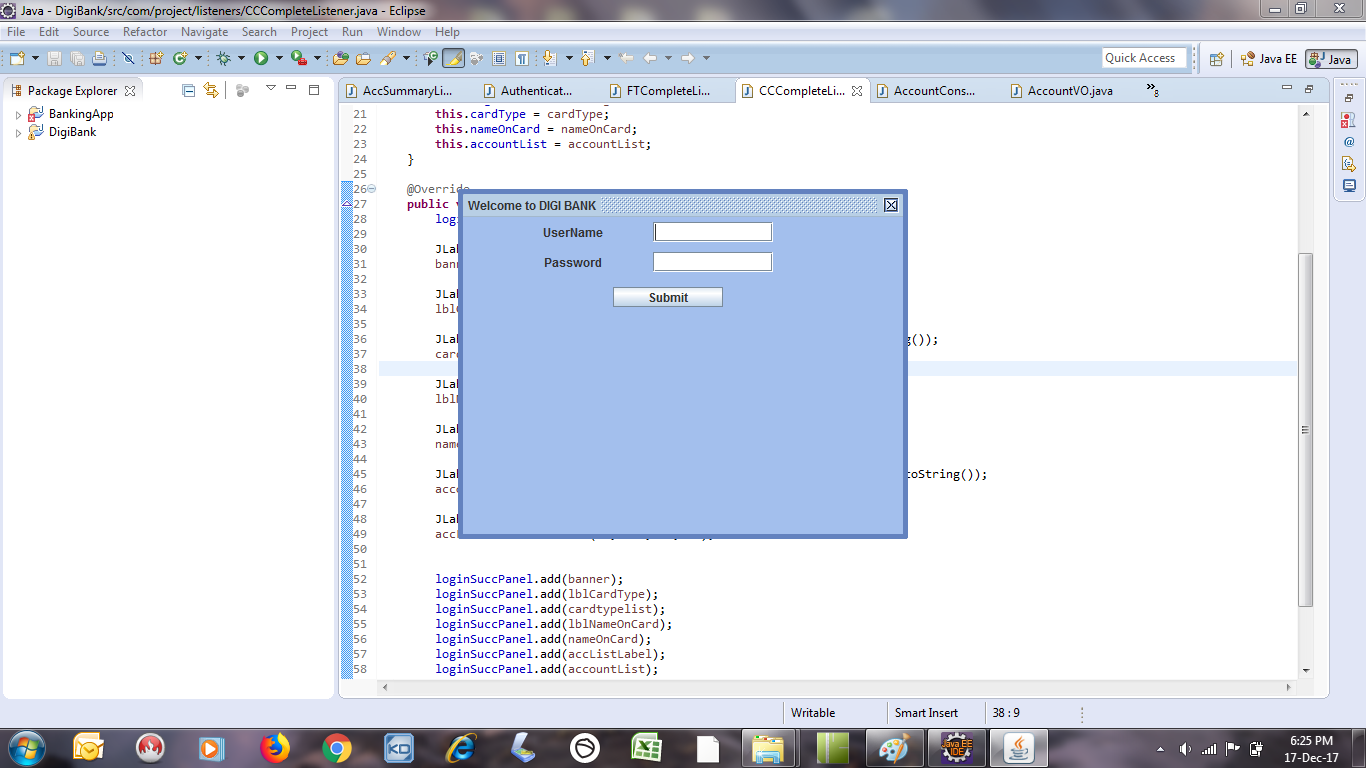 Java - DigiBank/src/com/project/listeners/CCCompleteListener.java - Eclipse
File Edit Source Refactor Navigate Search Project Run Window Help
Quick Access Java EE Java
Package Explorer
BankingApp
DigiBank
AccSummaryLi... Authenticat... FTCompleteLi... CCCompleteLi... AccountCons... AccountVO.java »8
21 this.cardType = cardType;
22 this.nameOnCard = nameOnCard;
23 this.accountList = accountList;
24 }
25
26 @Override
27 public
28 logi
29
30 JLab
31 bann
32
33 JLab
34 lblC
35
36 JLab g());
37 card
38
39 JLab
40
41
42 JLab
43 name
44
45 JLab toString());
46 acco
47
48 JLab
49
50
51
52 loginSuccPanel.add(banner);
53 loginSuccPanel.add(lblCardType);
54 loginSuccPanel.add(cardtypelist);
55 loginSuccPanel.add(lblNameOnCard);
56 loginSuccPanel.add(nameOnCard);
57 loginSuccPanel.add(accListLabel);
58 loginSuccPanel.add(accountList);
Welcome to DIGI BANK
UserName
Password
Submit
Writable Smart Insert 38 : 9
KD
Java EE
IDE
6:25 PM
17-Dec-17